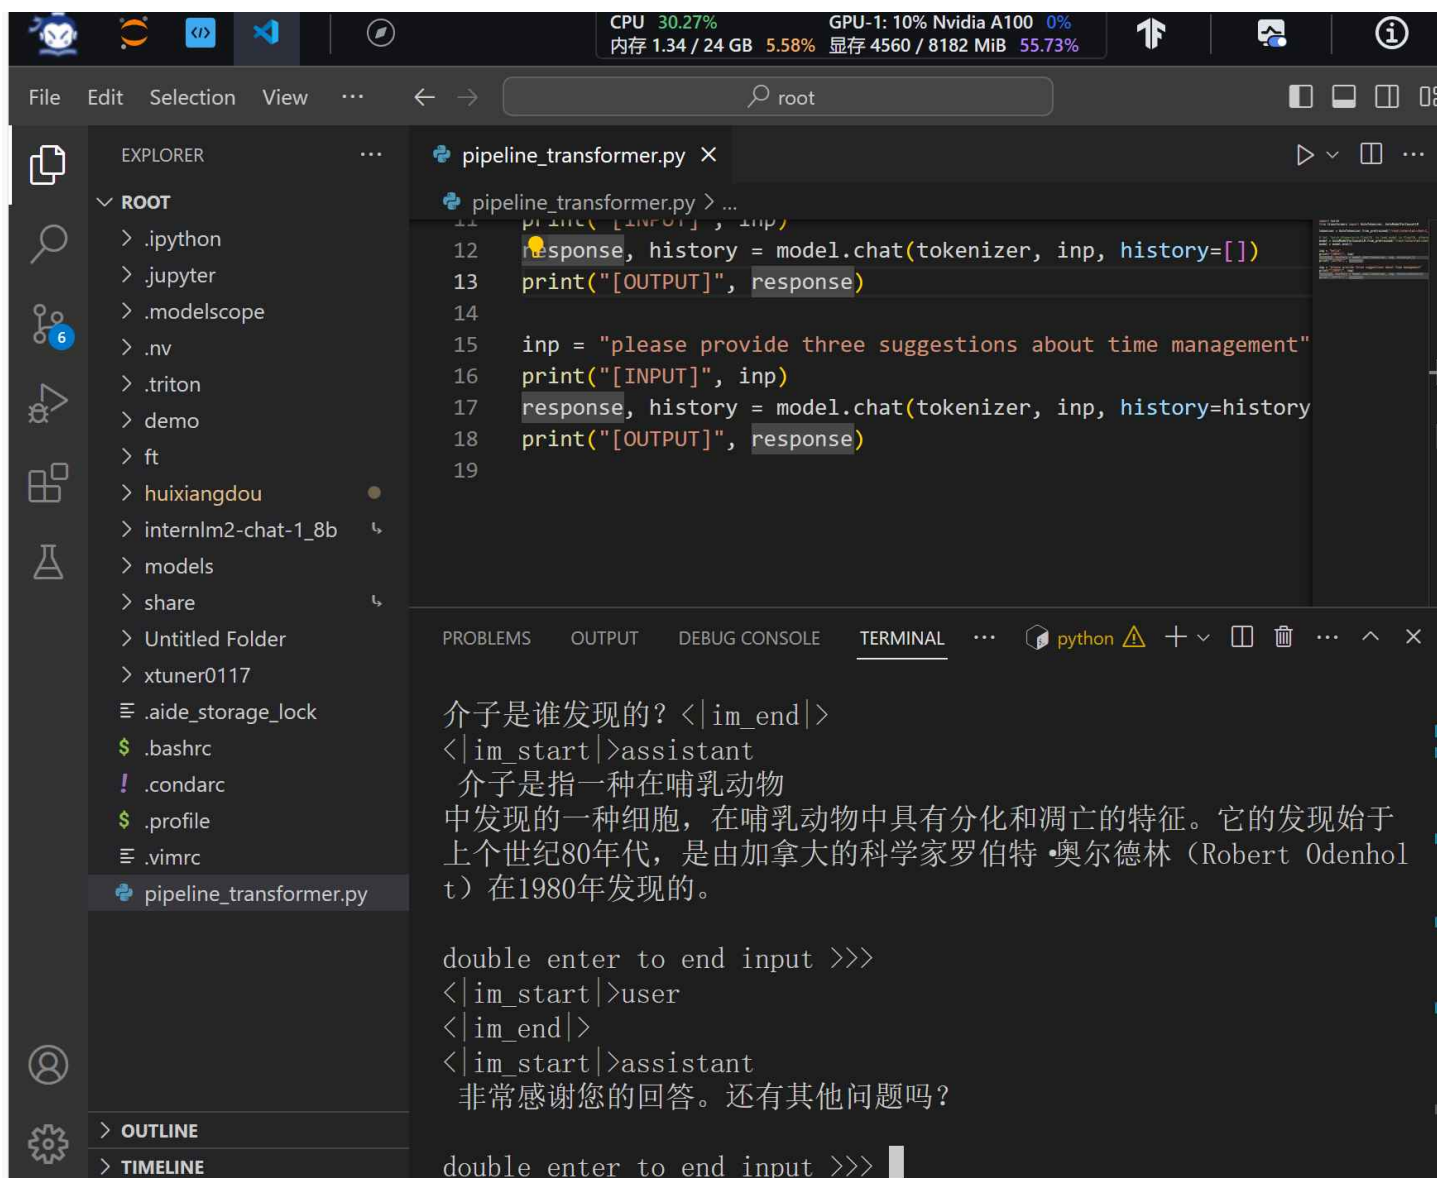 CPU 30.27% GPU-1: 10% Nvidia A100 0%
内存 1.34 / 24 GB 5.58% 显存 4560 / 8182 MiB 55.73%
File Edit Selection View ··· root
EXPLORER ···
ROOT
.ipython
.jupyter
.modelscope
.nv
.triton
demo
ft
huixiangdou
internlm2-chat-1_8b
models
share
Untitled Folder
xtuner0117
.aide_storage_lock
$ .bashrc
! .condarc
$ .profile
.vimrc
pipeline_transformer.py
OUTLINE
TIMELINE
6
pipeline_transformer.py ×
pipeline_transformer.py > ...
11 print("[INPUT]", inp)
12 response, history = model.chat(tokenizer, inp, history=[])
13 print("[OUTPUT]", response)
14
15 inp = "please provide three suggestions about time management"
16 print("[INPUT]", inp)
17 response, history = model.chat(tokenizer, inp, history=history
18 print("[OUTPUT]", response)
19
PROBLEMS OUTPUT DEBUG CONSOLE TERMINAL ··· python
介子是谁发现的？<|im_end|>
<|im_start|>assistant
介子是指一种在哺乳动物
中发现的一种细胞，在哺乳动物中具有分化和凋亡的特征。它的发现始于
上个世纪80年代，是由加拿大的科学家罗伯特·奥尔德林（Robert Odenhol
t）在1980年发现的。
double enter to end input >>>
<|im_start|>user
<|im_end|>
<|im_start|>assistant
非常感谢您的回答。还有其他问题吗？
double enter to end input >>>